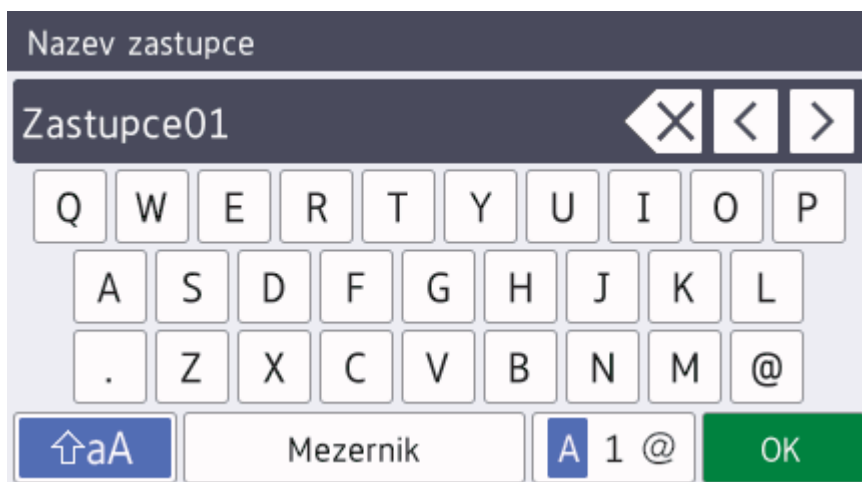 Nazev zastupce
Zastupce01
Q W E R T Y U I O P
A S D F G H J K L
. Z X C V B N M @
aA Mezernik A 1 @ OK